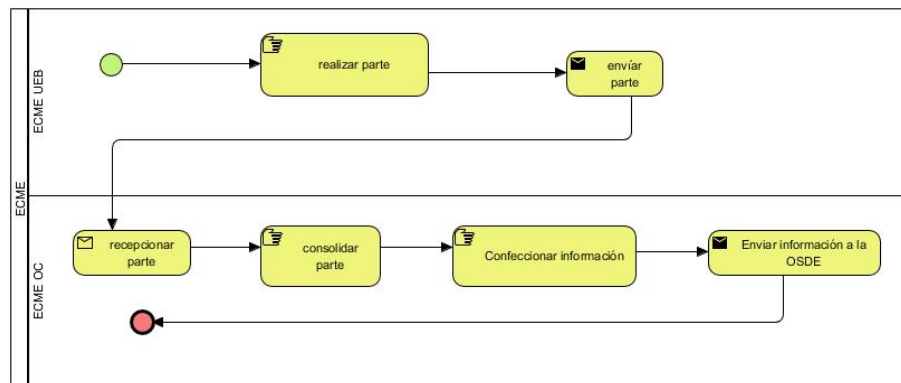 ECME
ECME UEB
realizar parte
envíar
parte
ECME OC
recepcionar
parte
consolidar
parte
Confeccionar información
Enviar información a la
OSDE